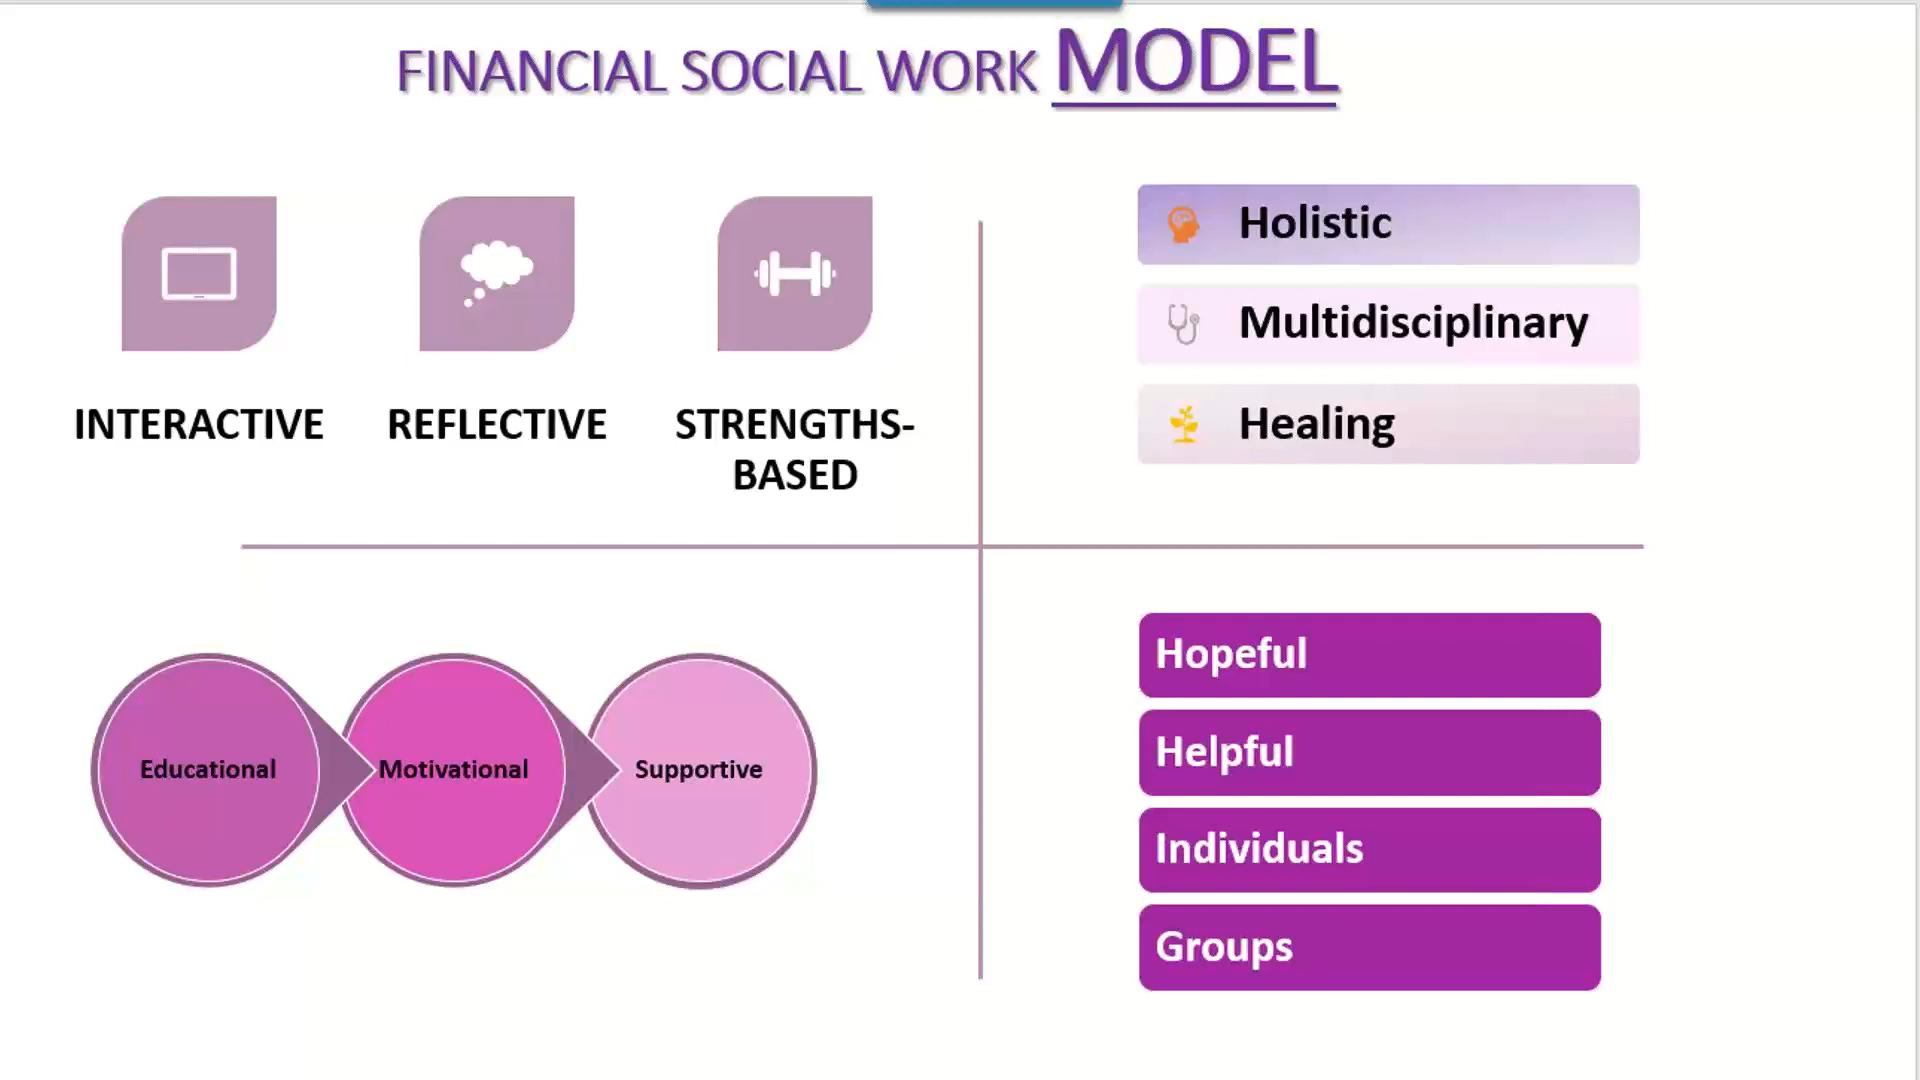 FINANCIAL SOCIAL WORK MODEL
INTERACTIVE
REFLECTIVE
STRENGTHS-
BASED
Holistic
Multidisciplinary
Healing
Educational
Motivational
Supportive
Hopeful
Helpful
Individuals
Groups